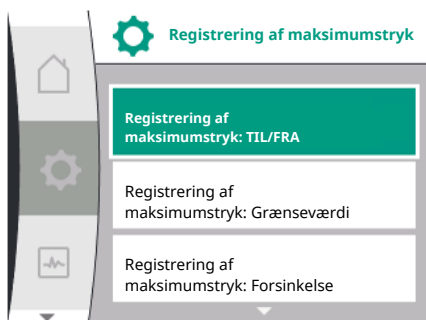 Registrering af maksimumstryk
Registrering af
maksimumstryk: TIL/FRA
Registrering af
maksimumstryk: Grænseværdi
Registrering af
maksimumstryk: Forsinkelse